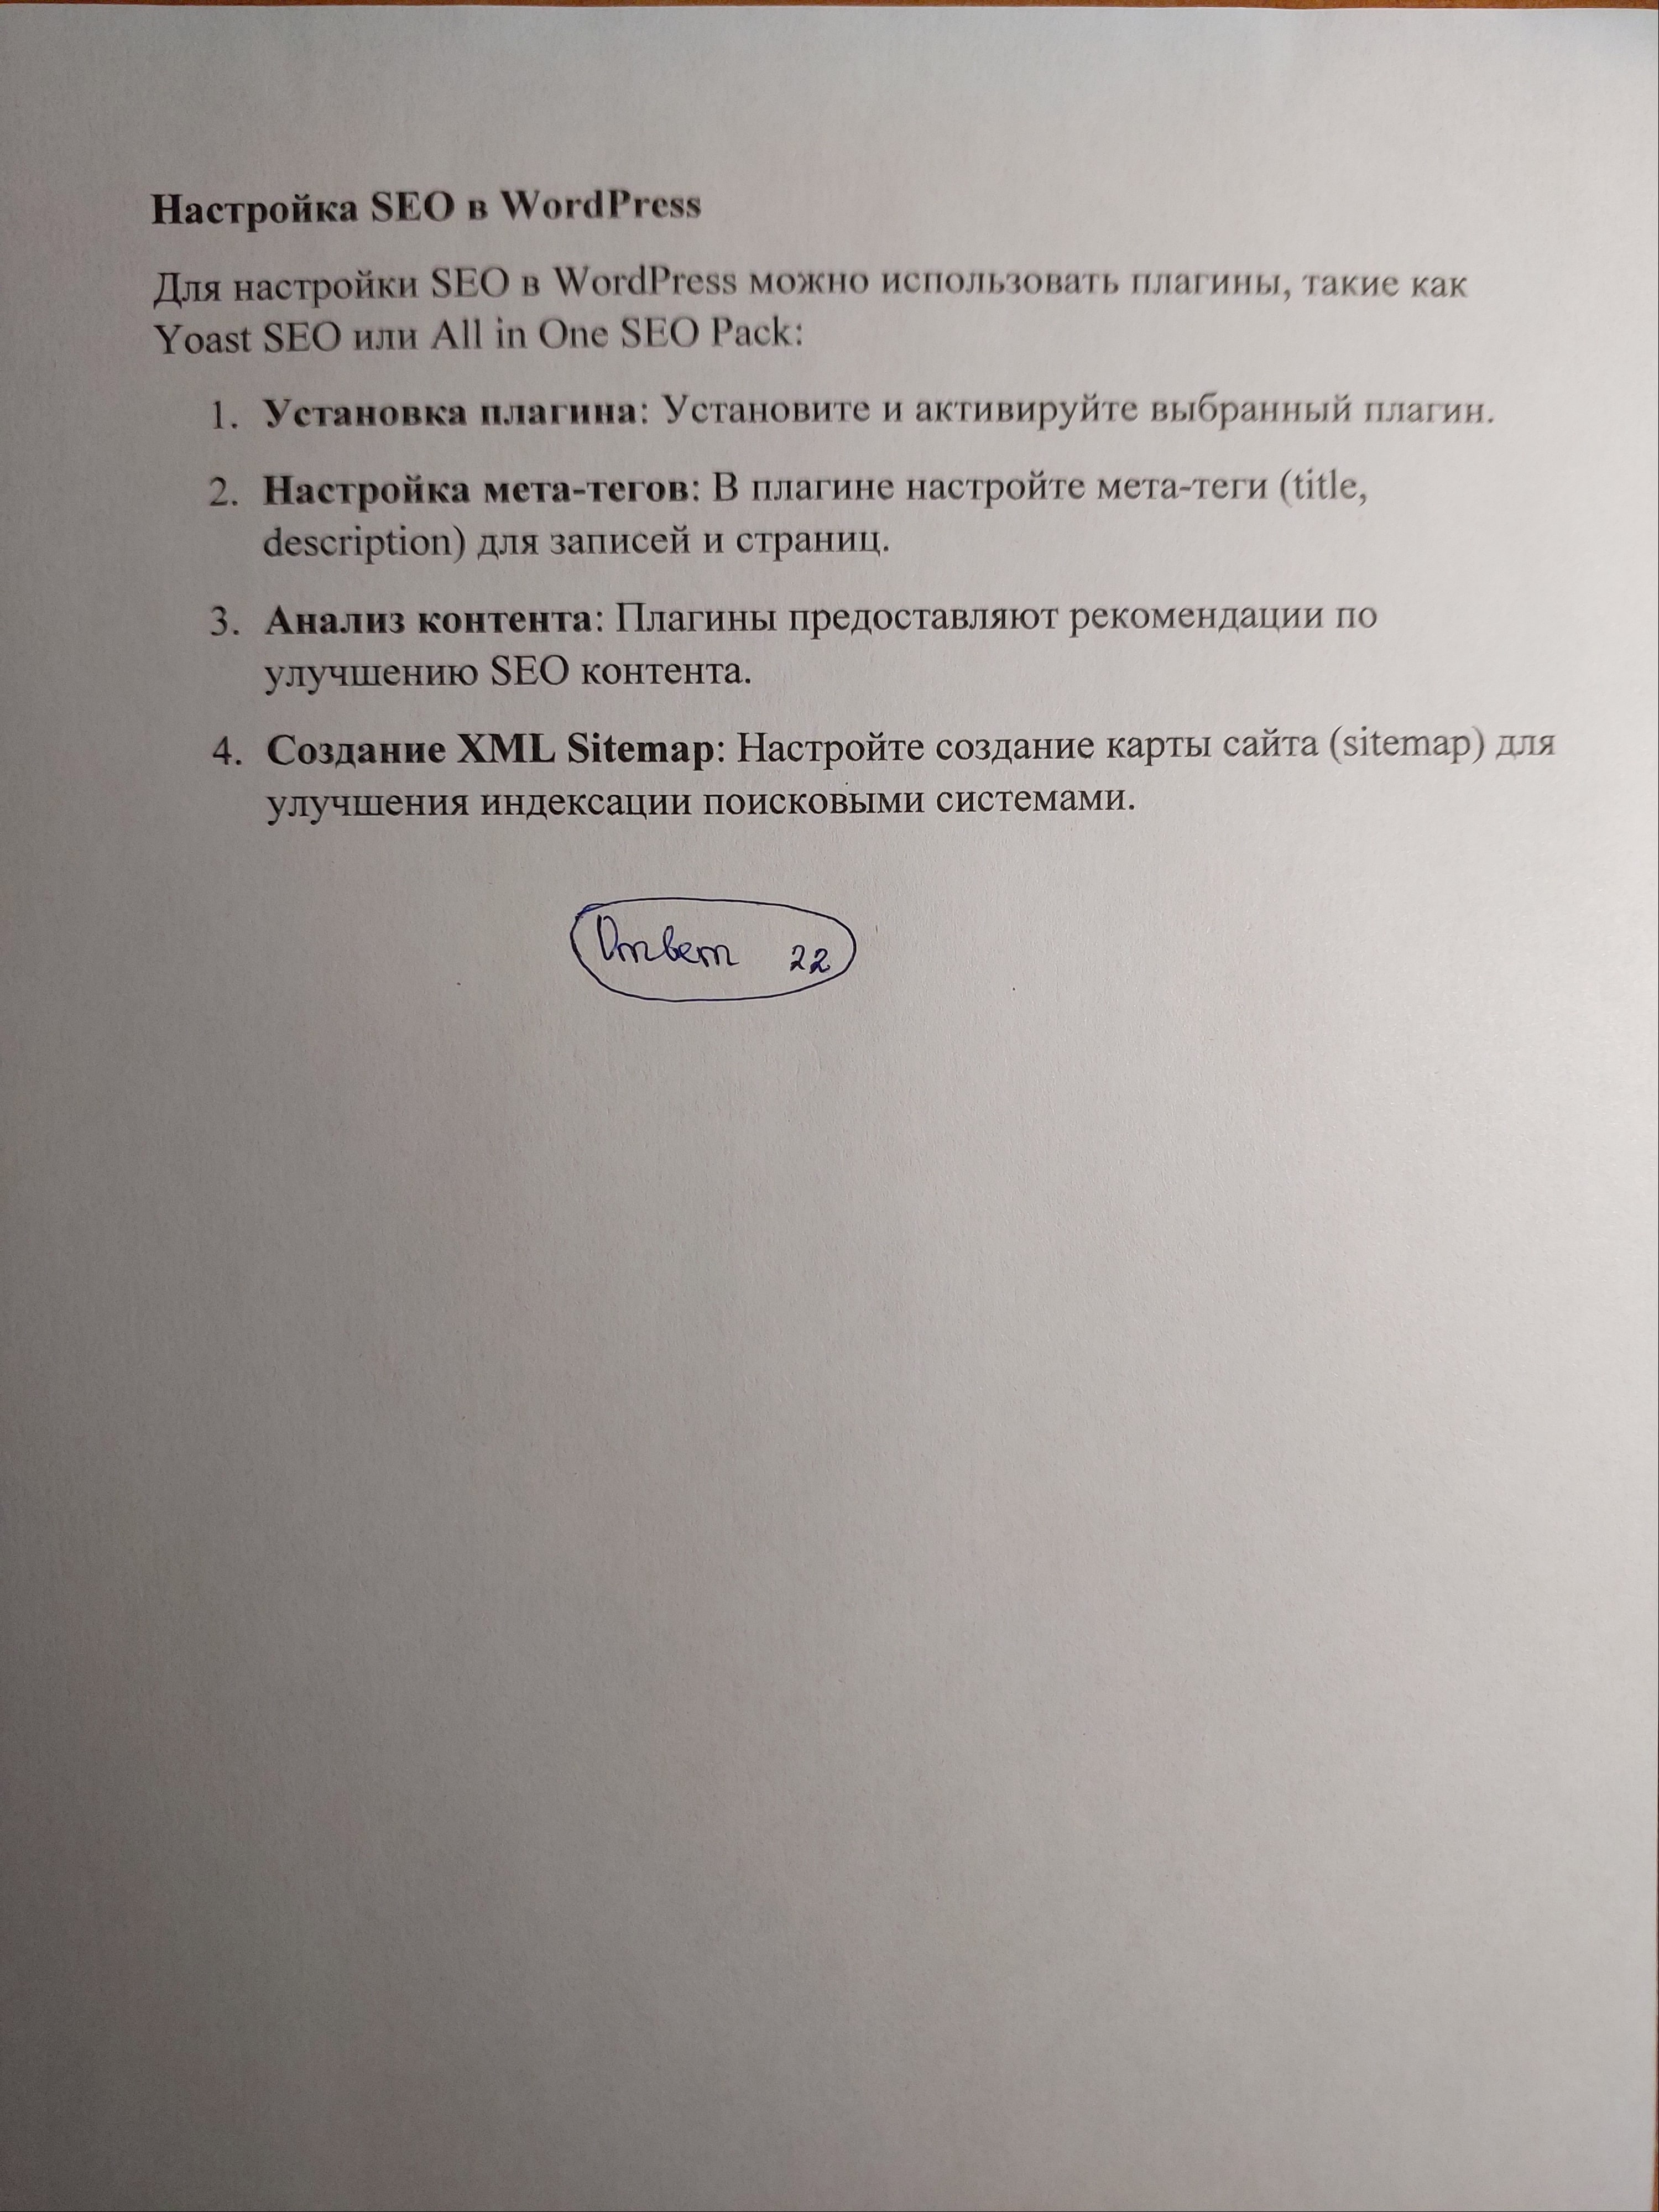 Настройка SEO в WordPress
Для настройки SEO в WordPress можно использовать плагины, такие как
Yoast SEO или All in One SEO Pack:
1. Установка плагина: Установите и активируйте выбранный плагин.
2. Настройка мета-тегов: В плагине настройте мета-теги (title,
description) для записей и страниц.
3. Анализ контента: Плагины предоставляют рекомендации по
улучшению SEO контента.
4. Создание XML Sitemap: Настройте создание карты сайта (sitemap) для
улучшения индексации поисковыми системами.
Ответ 22